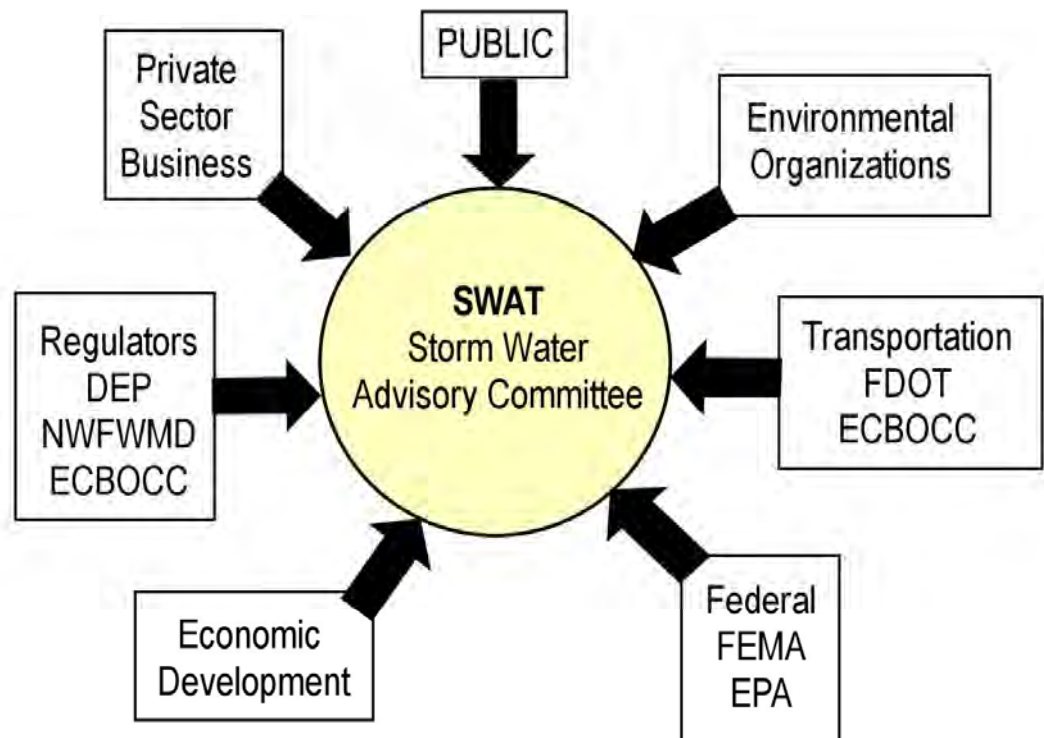 PUBLIC
Private
Sector
Business
Environmental
Organizations
SWAT
Storm Water
Advisory Committee
Regulators
DEP
NWFWMD
ECBOCC
Transportation
FDOT
ECBOCC
Economic
Development
Federal
FEMA
EPA